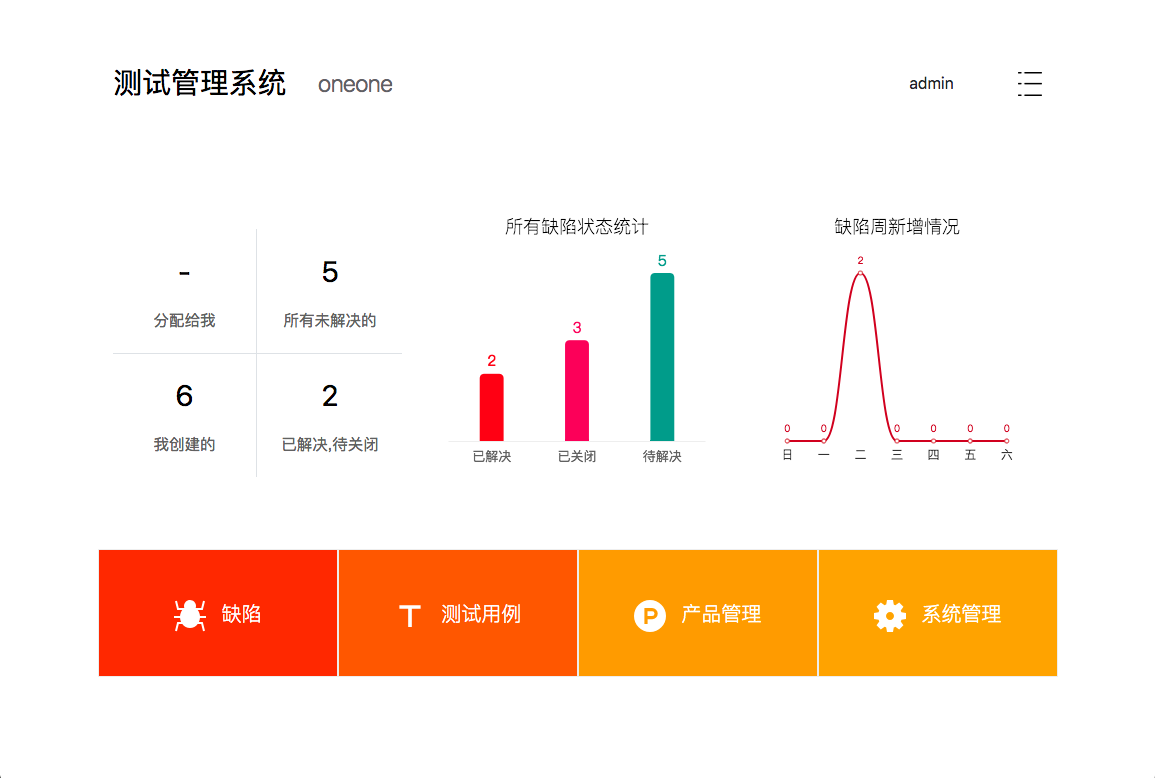 测试管理系统 oneone admin
- 5
分配给我 所有未解决的
6 2
我创建的 已解决,待关闭
所有缺陷状态统计
5
3
2
已解决 已关闭 待解决
缺陷周新增情况
2
0 0 0 0 0 0
日 一 二 三 四 五 六
缺陷 T 测试用例 P 产品管理 系统管理